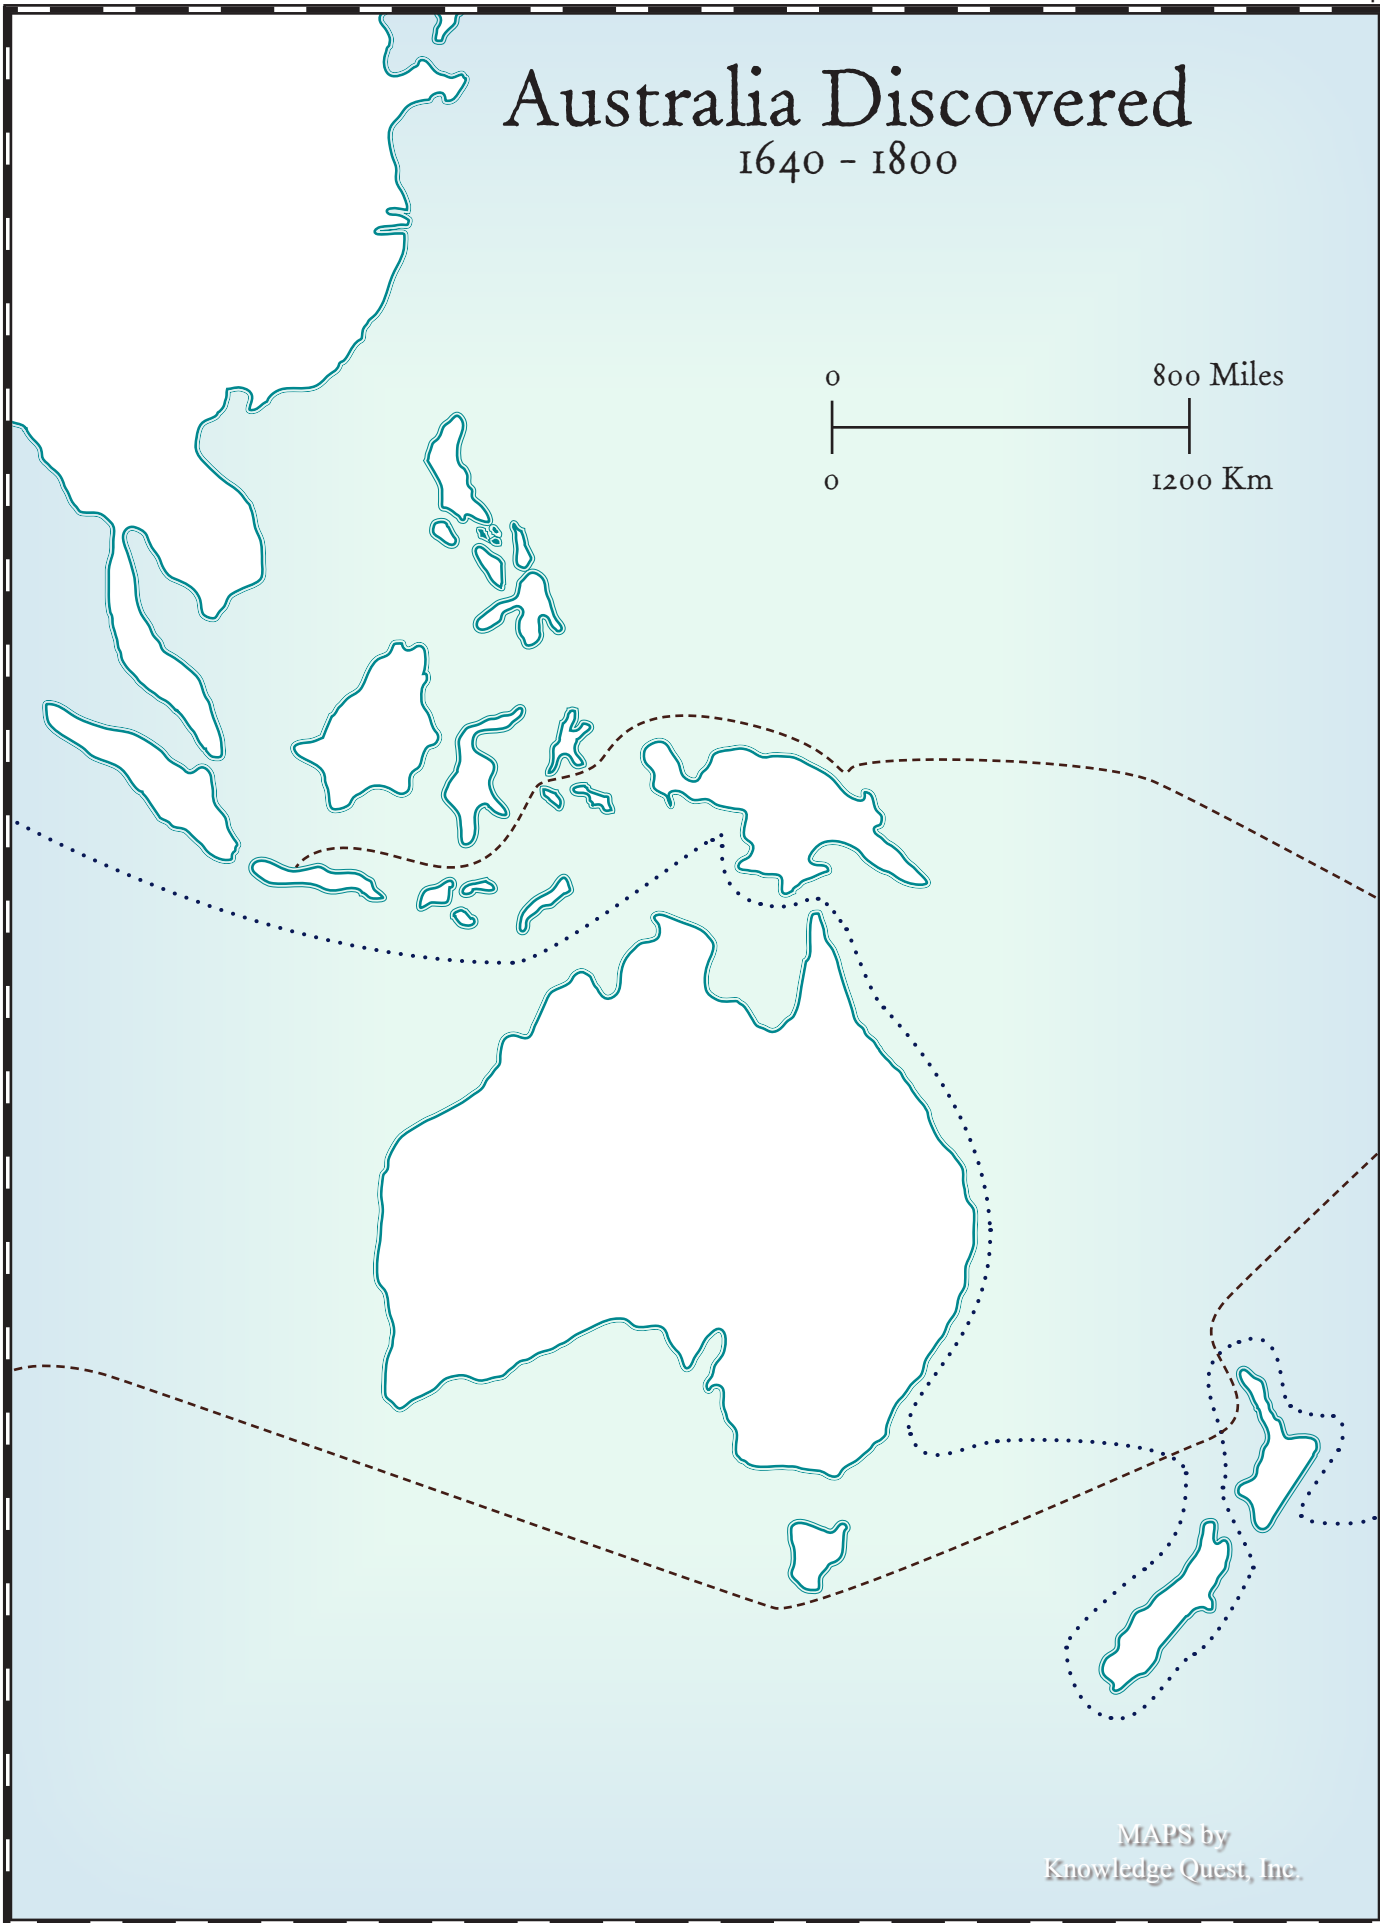 Australia Discovered
1640 - 1800
0 800 Miles
0 1200 Km
MAPS by
Knowledge Quest, Inc.